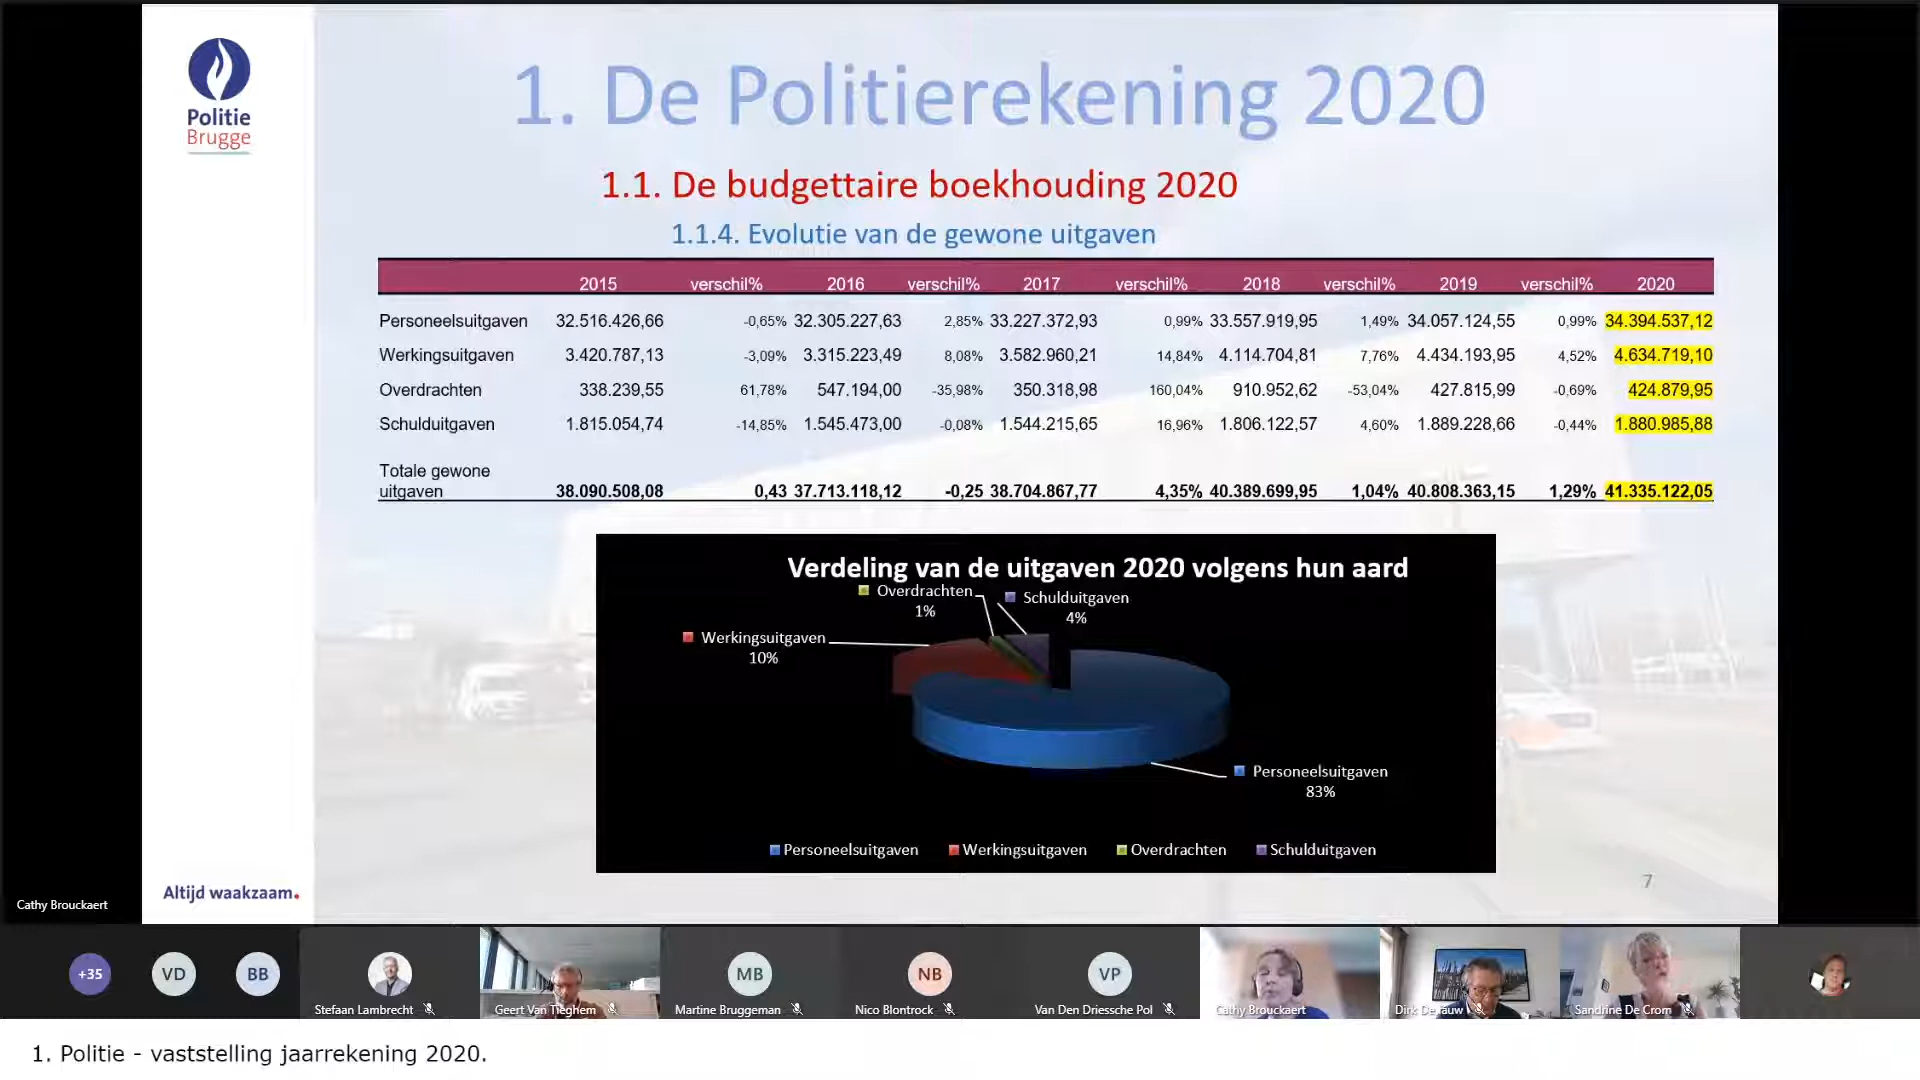 Politie
Brugge
1. De Politierekening 2020
1.1. De budgettaire boekhouding 2020
1.1.4. Evolutie van de gewone uitgaven
2015 verschil% 2016 verschil% 2017 verschil% 2018 verschil% 2019 verschil% 2020
Personeelsuitgaven 32.516.426,66 -0,65% 32.305.227,63 2,85% 33.227.372,93 0,99% 33.557.919,95 1,49% 34.057.124,55 0,99% 34.394.537,12
Werkingsuitgaven 3.420.787,13 -3,09% 3.315.223,49 8,08% 3.582.960,21 14,84% 4.114.704,81 7,76% 4.434.193,95 4,52% 4.634.719,10
Overdrachten 338.239,55 61,78% 547.194,00 -35,98% 350.318,98 160,04% 910.952,62 -53,04% 427.815,99 -0,69% 424.879,95
Schulduitgaven 1.815.054,74 -14,85% 1.545.473,00 -0,08% 1.544.215,65 16,96% 1.806.122,57 4,60% 1.889.228,66 -0,44% 1.880.985,88
Totale gewone
uitgaven 38.090.508,08 0,43 37.713.118,12 -0,25 38.704.867,77 4,35% 40.389.699,95 1,04% 40.808.363,15 1,29% 41.335.122,05
Verdeling van de uitgaven 2020 volgens hun aard
Overdrachten
1%
Schulduitgaven
4%
Werkingsuitgaven
10%
Personeelsuitgaven
83%
Personeelsuitgaven Werkingsuitgaven Overdrachten Schulduitgaven
7
Altijd waakzaam.
Cathy Brouckaert
+35 VD BB MB NB VP
Stefaan Lambrecht Geert Van Tieghem Martine Bruggeman Nico Blontrock Van Den Driessche Pol Cathy Brouckaert Dirk De fauw Sandrine De Crom
1. Politie - vaststelling jaarrekening 2020.